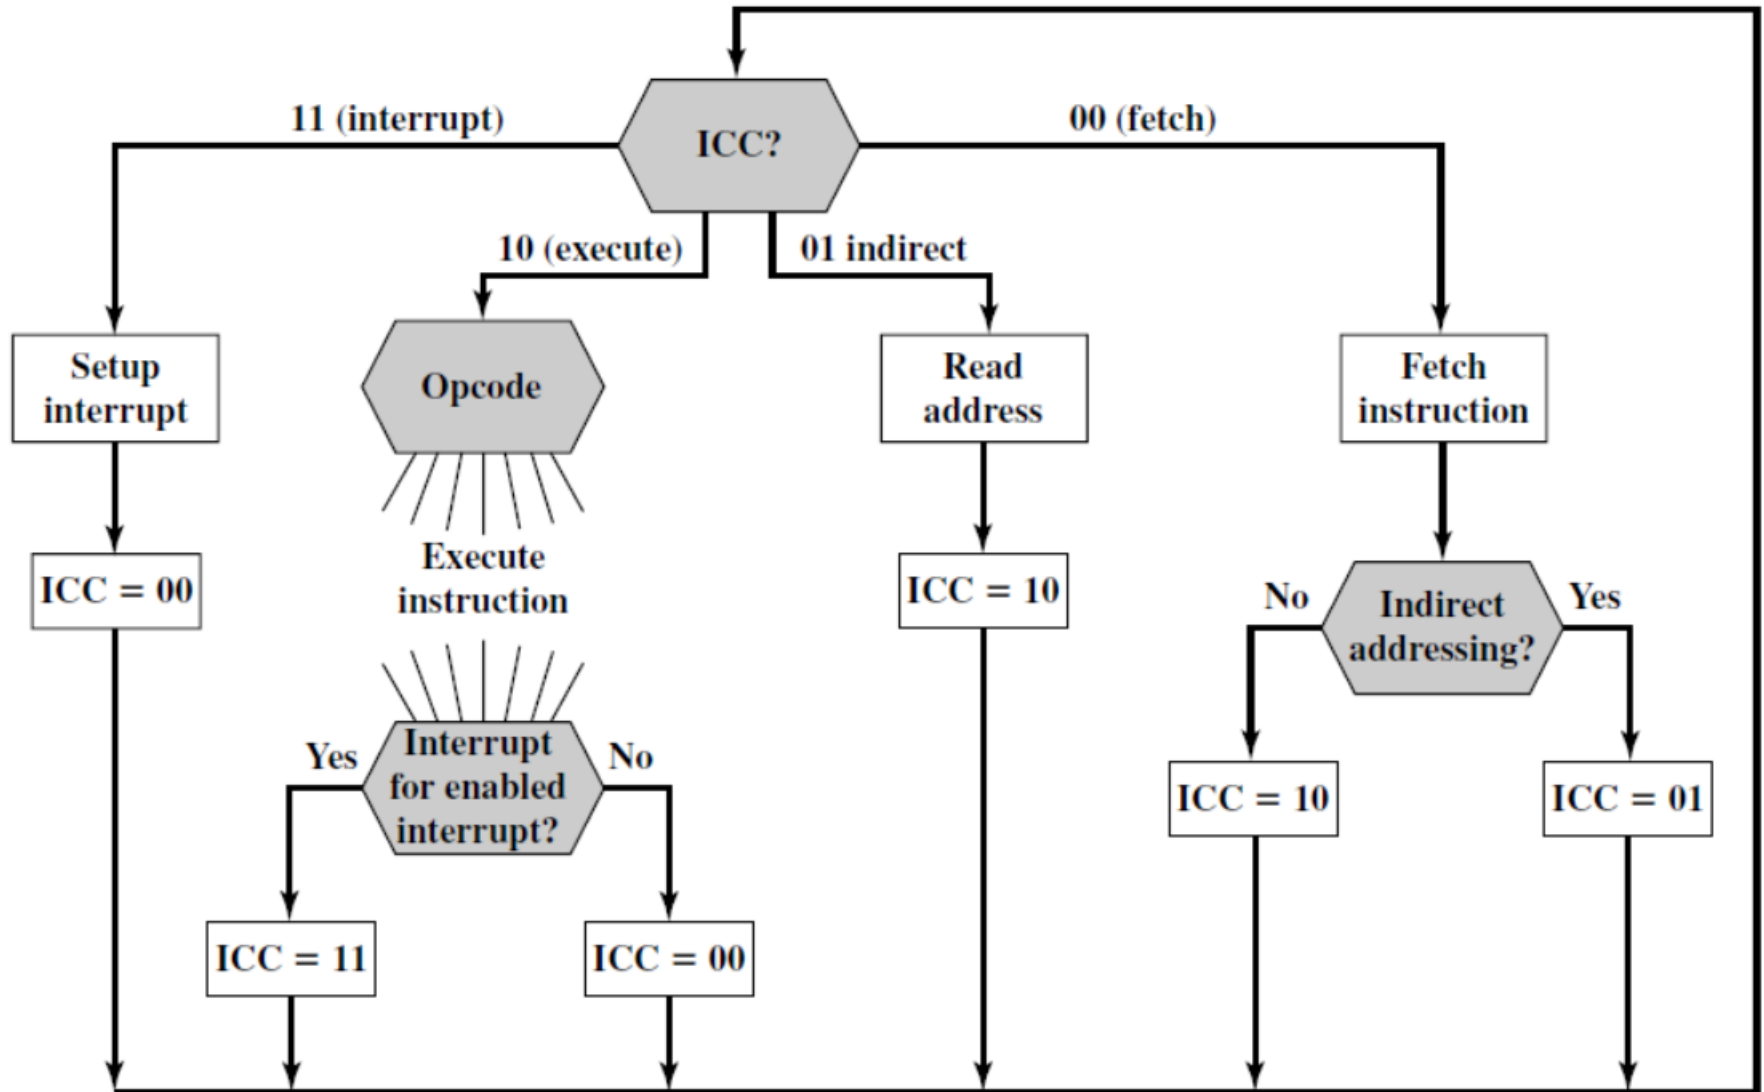 11 (interrupt)
ICC?
00 (fetch)
10 (execute)
01 indirect
Setup
interrupt
Opcode
Read
address
Fetch
instruction
ICC = 00
Execute
instruction
ICC = 10
No
Indirect
addressing?
Yes
Yes
Interrupt
for enabled
interrupt?
No
ICC = 10
ICC = 01
ICC = 11
ICC = 00